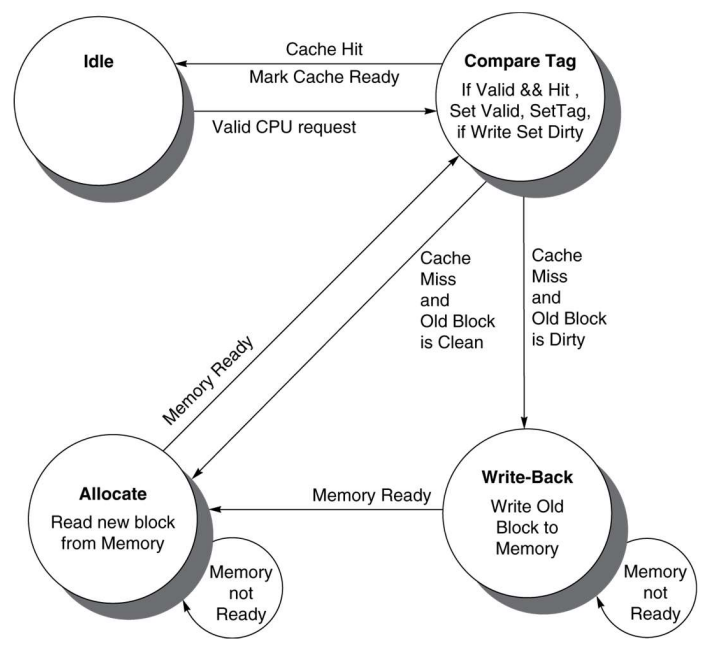 Idle
Cache Hit
Mark Cache Ready
Valid CPU request
Compare Tag
If Valid && Hit ,
Set Valid, SetTag,
if Write Set Dirty
Cache
Miss
and
Old Block
is Clean
Cache
Miss
and
Old Block
is Dirty
Memory Ready
Allocate
Read new block
from Memory
Memory Ready
Write-Back
Write Old
Block to
Memory
Memory
not
Ready
Memory
not
Ready